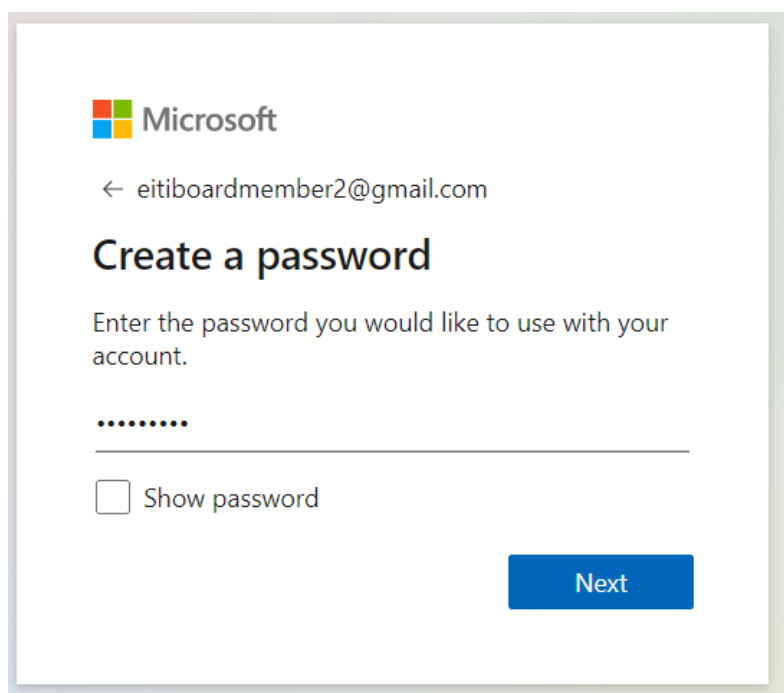 Microsoft
← eitiboardmember2@gmail.com
Create a password
Enter the password you would like to use with your
account.
•••••••••
Show password
Next